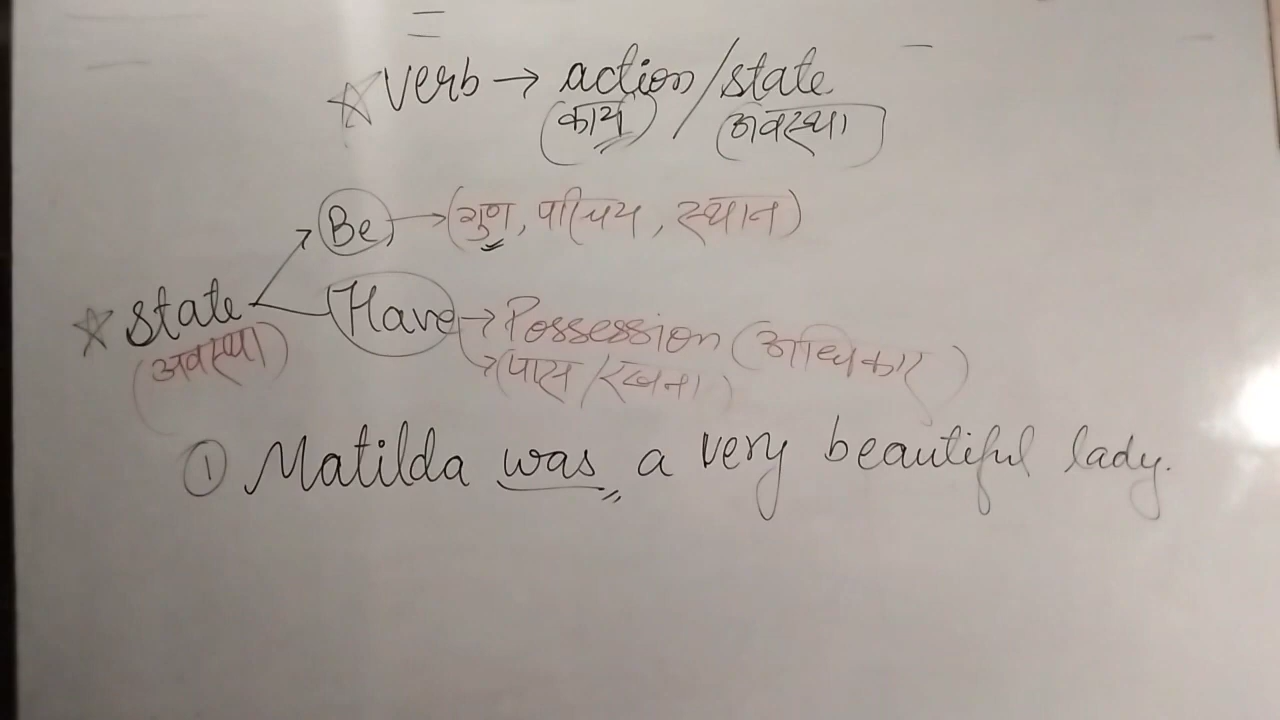 ☆ Verb → action/state
(कार्य) / (अवस्था)
Be → (गुण, परिचय, स्थान)
☆ state Have → Possession (अधिकार)
(अवस्था) → (पास/रखना)
① Matilda was a very beautiful lady.